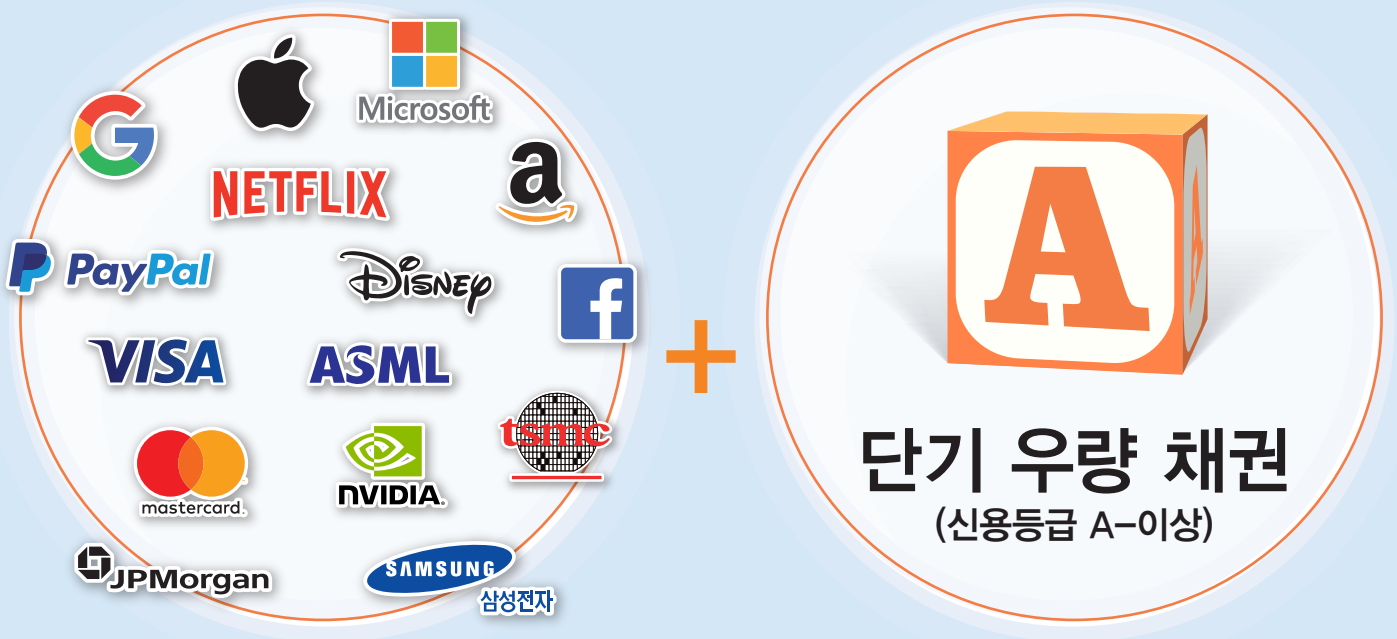 Microsoft
G
NETFLIX
a
PayPal
DISNEY
f
VISA
ASML
tsmc
mastercard.
NVIDIA.
JPMorgan
SAMSUNG
삼성전자
+
A
A
단기 우량 채권
(신용등급 A-이상)